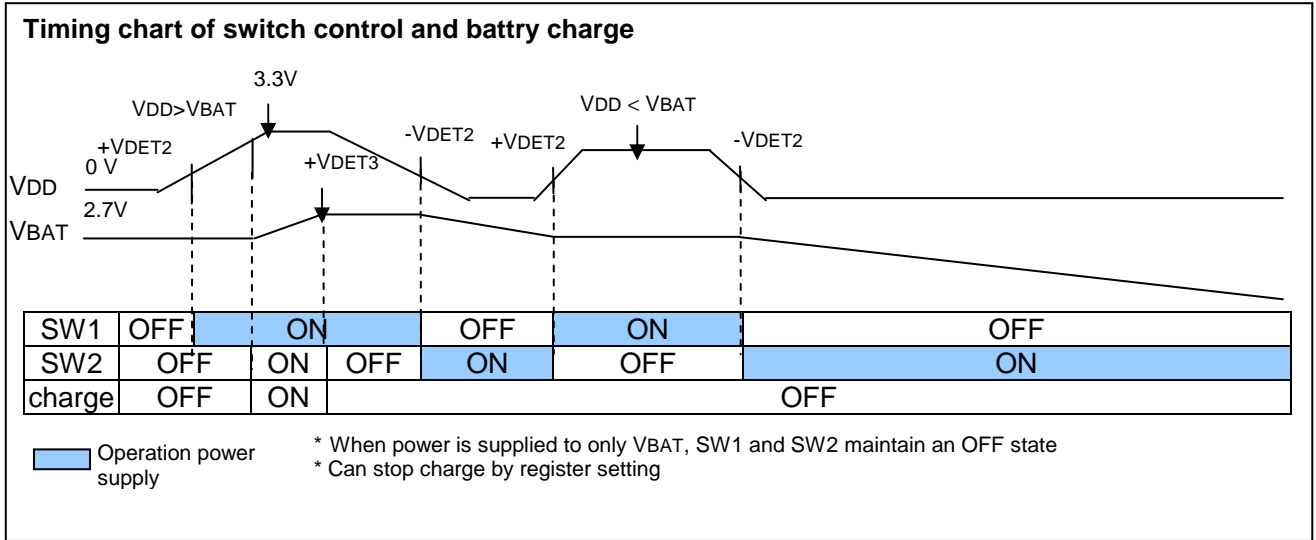 Timing chart of switch control and battry charge
3.3V
VDD>VBAT
VDD < VBAT
+VDET2
-VDET2
+VDET2
-VDET2
0 V
+VDET3
VDD
2.7V
VBAT
SW1 OFF ON OFF ON OFF
SW2 OFF ON OFF ON OFF ON
charge OFF ON OFF
Operation power
supply
* When power is supplied to only VBAT, SW1 and SW2 maintain an OFF state
* Can stop charge by register setting